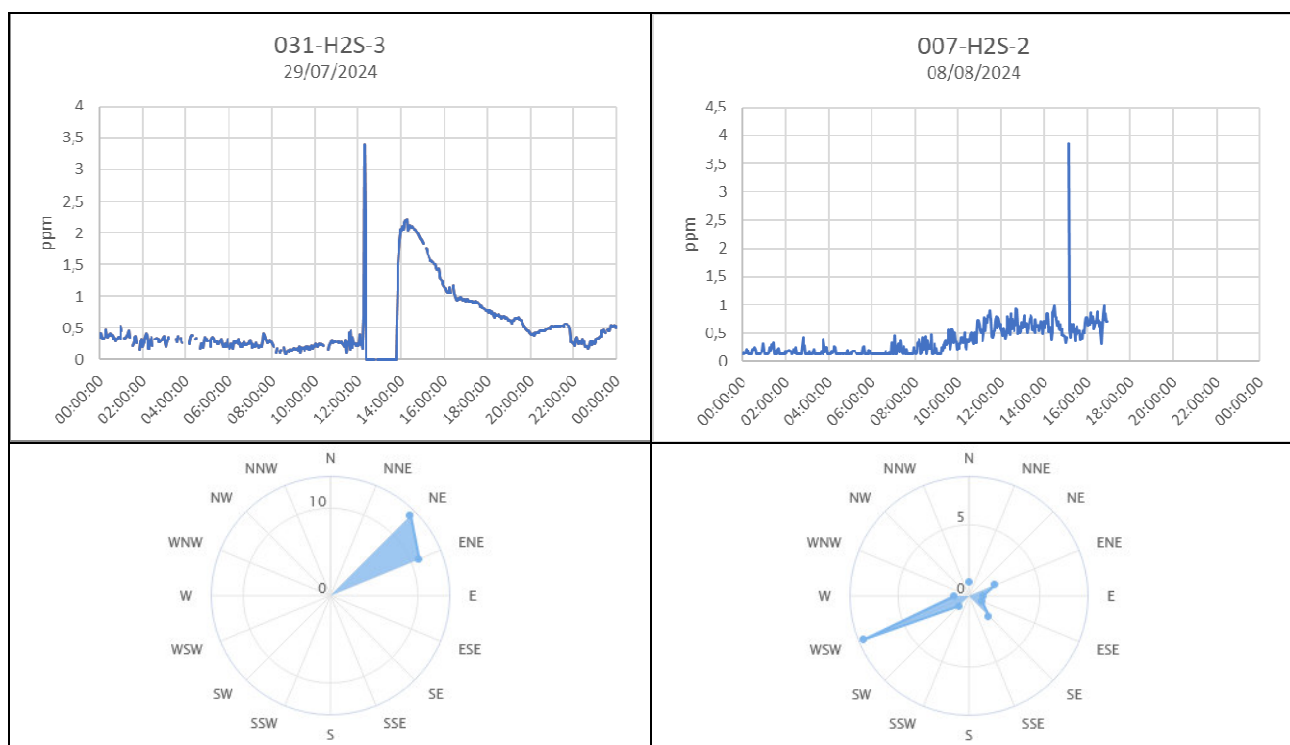 031-H2S-3
29/07/2024
4
3,5
3
2,5
2
1,5
1
0,5
0
ppm
00:00:00
02:00:00
04:00:00
06:00:00
08:00:00
10:00:00
12:00:00
14:00:00
16:00:00
18:00:00
20:00:00
22:00:00
00:00:00
007-H2S-2
08/08/2024
4,5
4
3,5
3
2,5
2
1,5
1
0,5
0
ppm
00:00:00
02:00:00
04:00:00
06:00:00
08:00:00
10:00:00
12:00:00
14:00:00
16:00:00
18:00:00
20:00:00
22:00:00
00:00:00
N
NNE
NE
ENE
E
ESE
SE
SSE
S
SSW
SW
WSW
W
WNW
NW
NNW
10
0
N
NNE
NE
ENE
E
ESE
SE
SSE
S
SSW
SW
WSW
W
WNW
NW
NNW
5
0